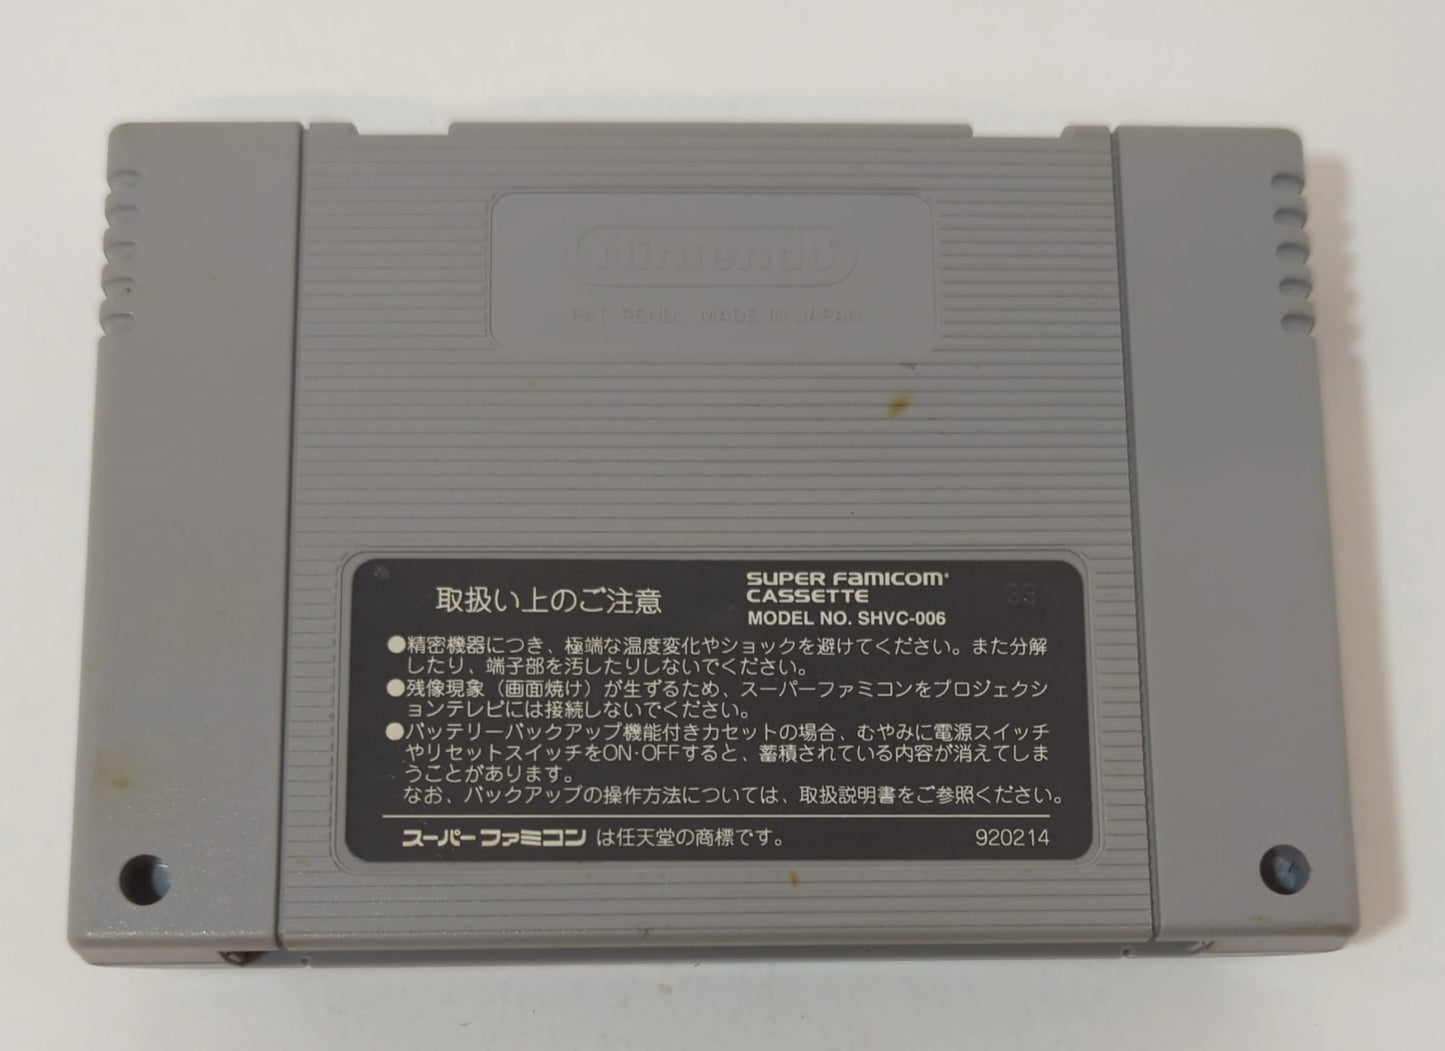 Nintendo
PAT. PEND. MADE IN JAPAN
取扱い上のご注意
SUPER FAMICOM
CASSETTE
MODEL NO. SHVC-006
●精密機器につき、極端な温度変化やショックを避けてください。また分解
したり、端子部を汚したりしないでください。
●残像現象（画面焼け）が生ずるため、スーパーファミコンをプロジェクシ
ョンテレビには接続しないでください。
●バッテリーバックアップ機能付きカセットの場合、むやみに電源スイッチ
やリセットスイッチをON・OFFすると、蓄積されている内容が消えてしま
うことがあります。
なお、バックアップの操作方法については、取扱説明書をご参照ください。
スーパーファミコン は任天堂の商標です。 920214